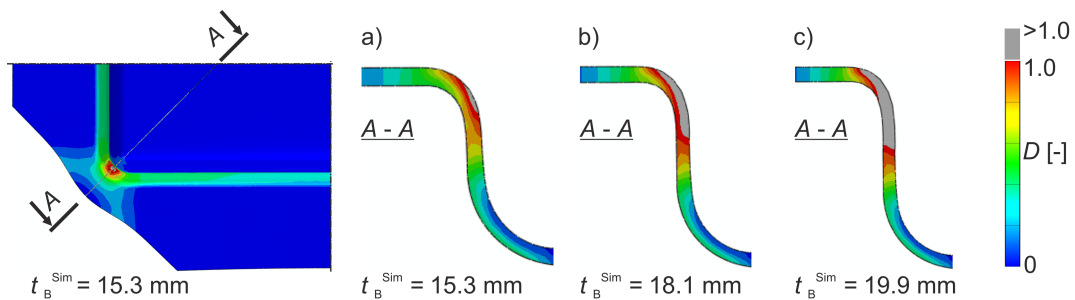 A
A
t B Sim = 15.3 mm
a)
A - A
t B Sim = 15.3 mm
b)
A - A
t B Sim = 18.1 mm
c)
A - A
t B Sim = 19.9 mm
>1.0
1.0
D [-]
0